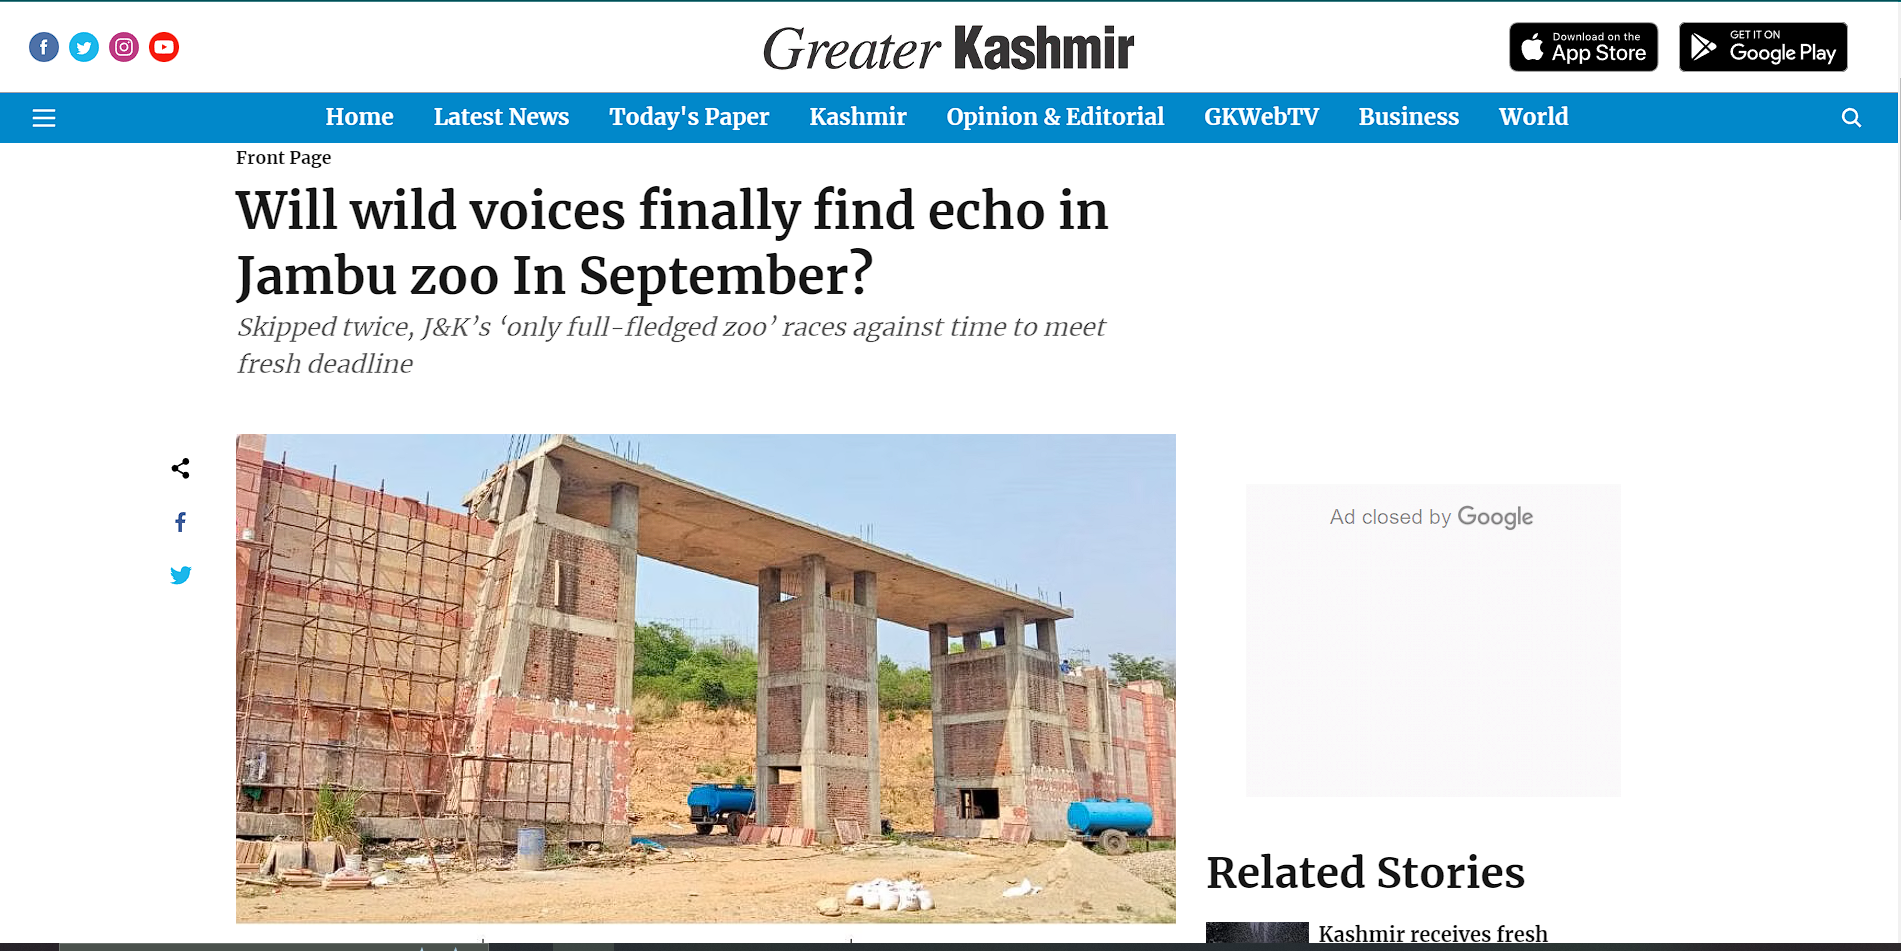 Greater Kashmir
Download on the
App Store
GET IT ON
Google Play
Home Latest News Today's Paper Kashmir Opinion & Editorial GKWebTV Business World
Front Page
Will wild voices finally find echo in
Jambu zoo In September?
Skipped twice, J&K’s ‘only full-fledged zoo’ races against time to meet
fresh deadline
Ad closed by Google
Related Stories
Kashmir receives fresh